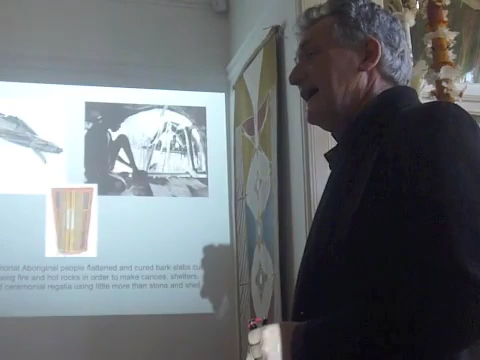 Aboriginal people flattened and cured bark slabs
fire and hot rocks in order to make canoes, shelters,
ceremonial regalia using little more than stone and